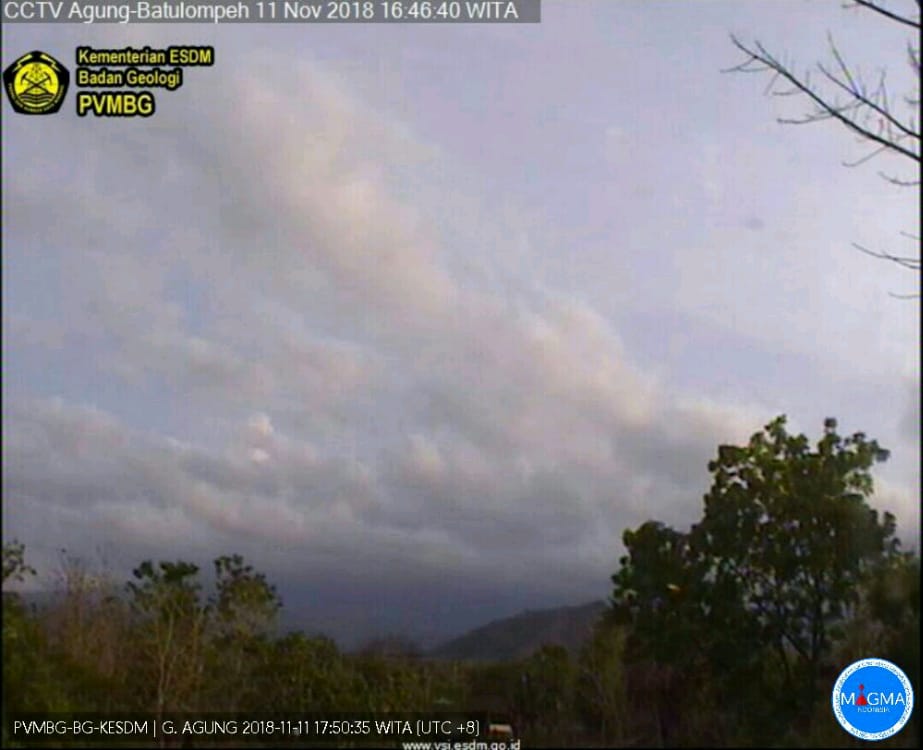 CCTV Agung-Batulompeh 11 Nov 2018 16:46:40 WITA
Kementerian ESDM
Badan Geologi
PVMBG
MAGMA
INDONESIA
PVMBG-BG-KESDM | G. AGUNG 2018-11-11 17:50:35 WITA (UTC +8)
www.vsi.esdm.go.id